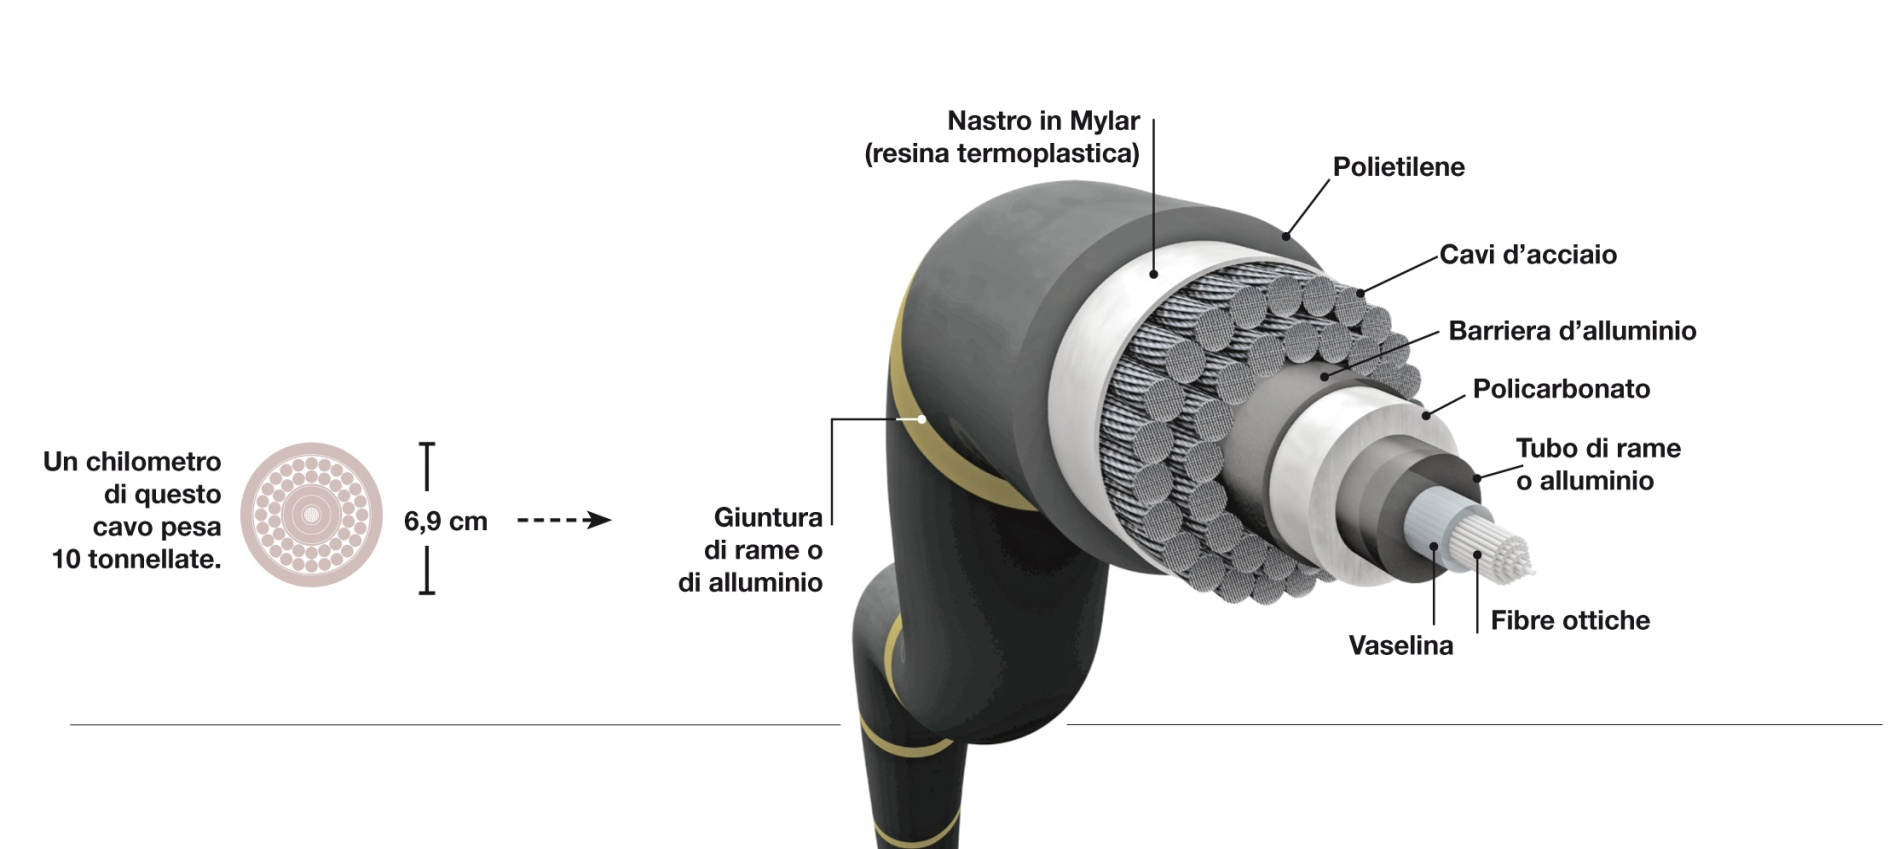 Nastro in Mylar
(resina termoplastica)
Polietilene
Cavi d’acciaio
Barriera d’alluminio
Policarbonato
Tubo di rame
o alluminio
Un chilometro
di questo
cavo pesa
10 tonnellate.
6,9 cm
Giuntura
di rame o
di alluminio
Fibre ottiche
Vaselina